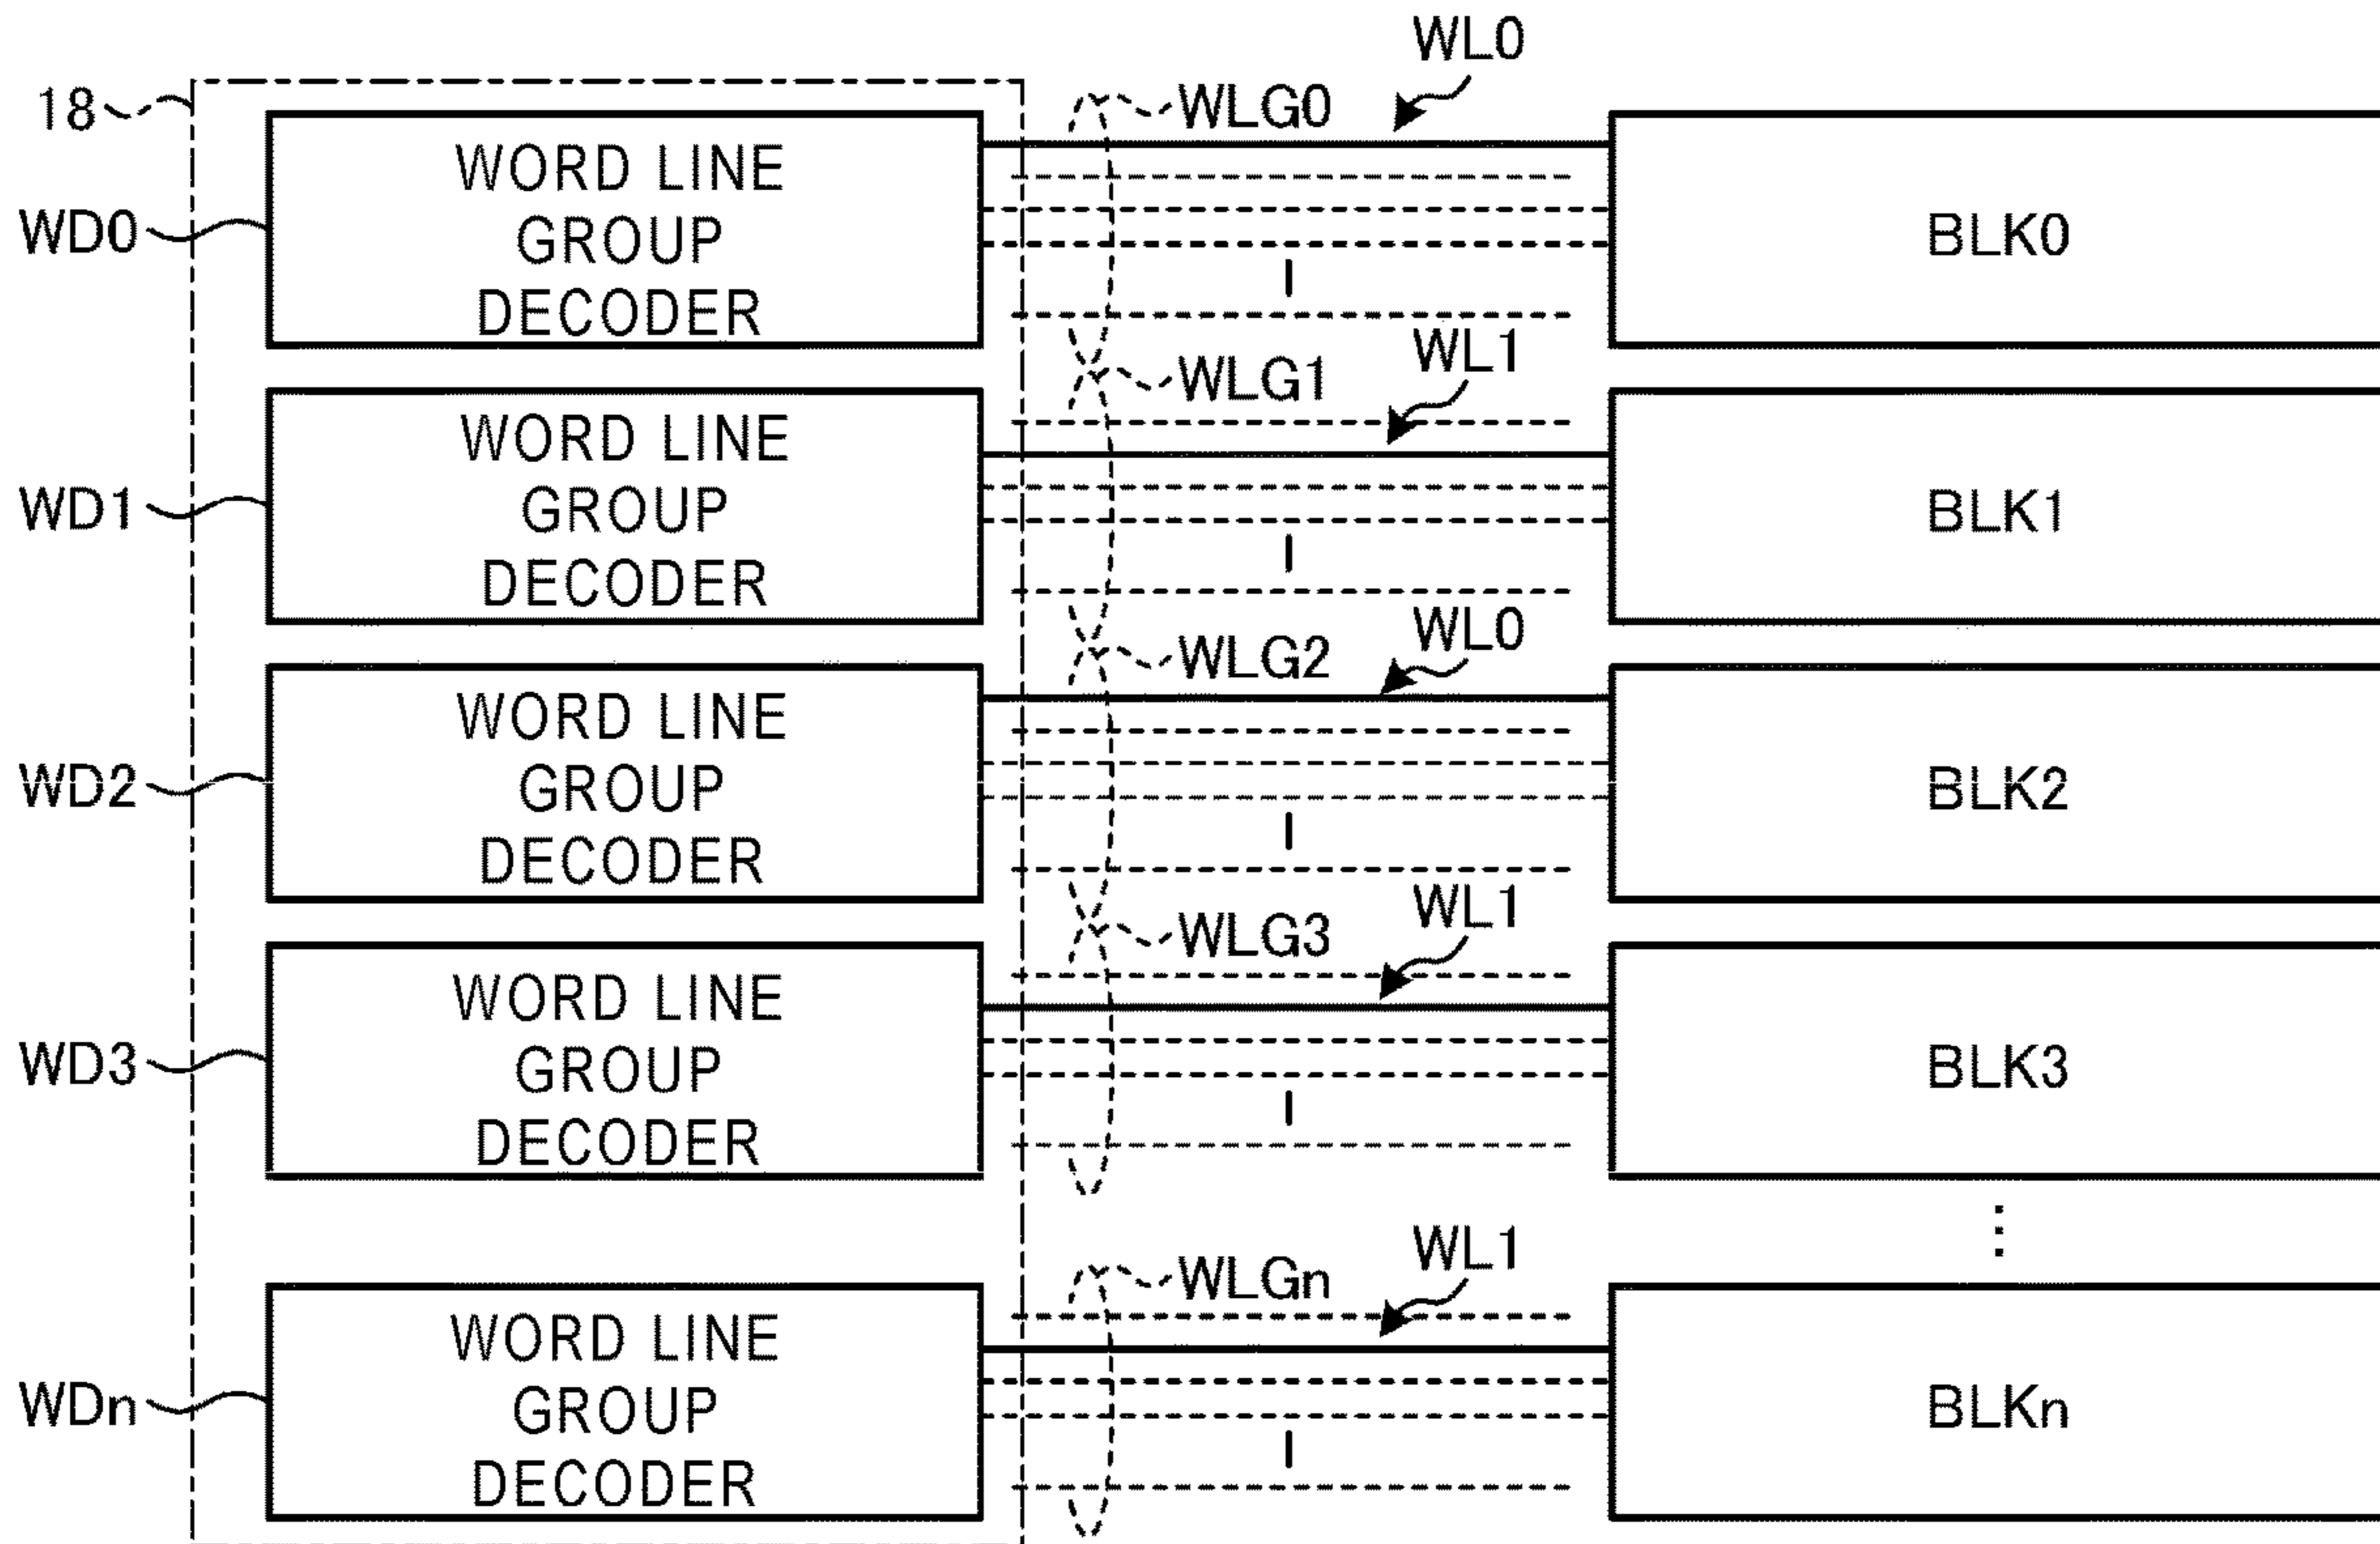 WL0
18
WLG0
WORD LINE
GROUP
DECODER
WD0
BLK0
WLG1
WL1
WORD LINE
GROUP
DECODER
WD1
BLK1
WLG2
WL0
WORD LINE
GROUP
DECODER
WD2
BLK2
WLG3
WL1
WORD LINE
GROUP
DECODER
WD3
BLK3
WLGn
WL1
WORD LINE
GROUP
DECODER
WDn
BLKn